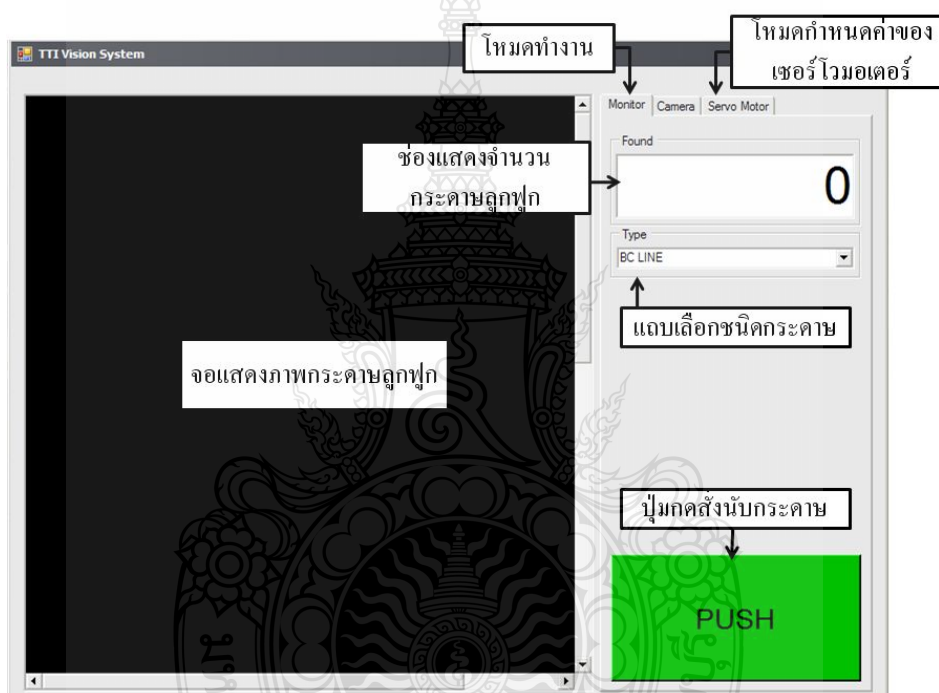 TTI Vision System
โหมดทำงาน
โหมดกำหนดค่าของ
เซอร์โวมอเตอร์
Monitor Camera Servo Motor
Found
0
ช่องแสดงจำนวน
กระดาษลูกฟูก
Type
BC LINE
แถบเลือกชนิดกระดาษ
จอแสดงภาพกระดาษลูกฟูก
ปุ่มกดสั่งนับกระดาษ
PUSH